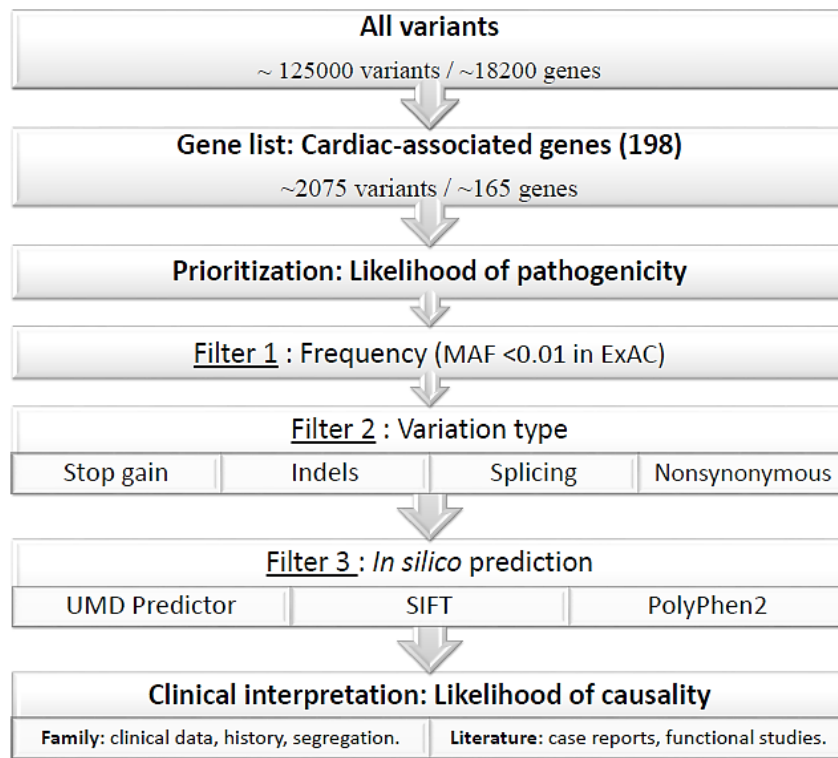 All variants
~ 125000 variants / ~18200 genes
Gene list: Cardiac-associated genes (198)
~2075 variants / ~165 genes
Prioritization: Likelihood of pathogenicity
Filter 1 : Frequency (MAF <0.01 in ExAC)
Filter 2 : Variation type
Stop gain
Indels
Splicing
Nonsynonymous
Filter 3 : In silico prediction
UMD Predictor
SIFT
PolyPhen2
Clinical interpretation: Likelihood of causality
Family: clinical data, history, segregation.
Literature: case reports, functional studies.